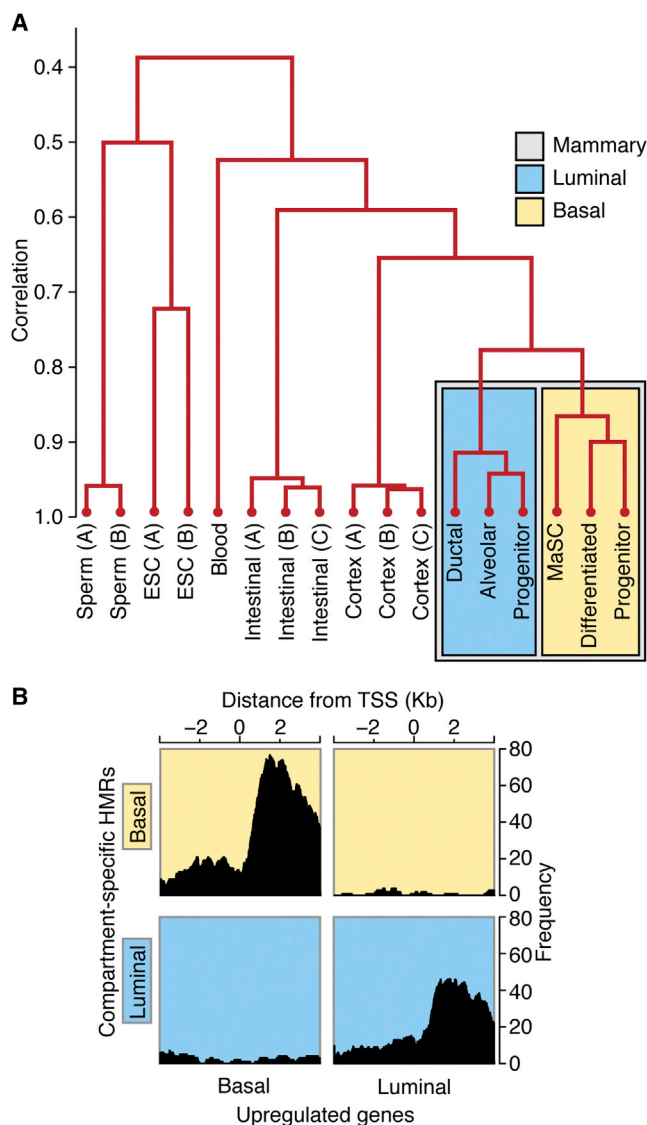 A
Correlation
0.4
0.5
0.6
0.7
0.8
0.9
1.0
Mammary
Luminal
Basal
Sperm (A)
Sperm (B)
ESC (A)
ESC (B)
Blood
Intestinal (A)
Intestinal (B)
Intestinal (C)
Cortex (A)
Cortex (B)
Cortex (C)
Ductal
Alveolar
Progenitor
MaSC
Differentiated
Progenitor
B
Distance from TSS (Kb)
−2 0 2 −2 0 2
Compartment-specific HMRs
Basal
Luminal
80
60
40
20
0
80
60
40
20
0
Frequency
Basal Luminal
Upregulated genes